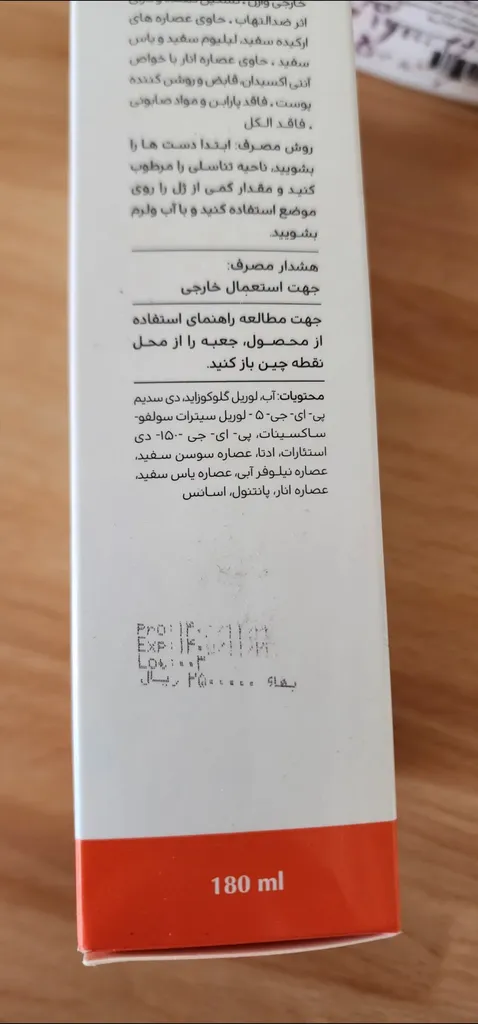 اثر ضدالتهاب، حاوی عصاره های
ارکیده سفید، لیلیوم سفید و یاس
سفید، حاوی عصاره انار با خواص
آنتی اکسیدان، قابض و روشن کننده
پوست، فاقد پارابن و مواد صابونی
، فاقد الکل
روش مصرف: ابتدا دست ها را
بشویید، ناحیه تناسلی را مرطوب
کنید و مقدار کمی از ژل را روی
موضع استفاده کنید و با آب ولرم
بشویید.
هشدار مصرف:
جهت استعمال خارجی
جهت مطالعه راهنمای استفاده
از محصول، جعبه را از محل
نقطه چین باز کنید.
محتویات: آب، لوریل گلوکوزاید، دی سدیم
پی-ای-جی-۵ - لوریل سیترات سولفو-
ساکسینات، پی-ای-جی -۱۵۰- دی
استئارات، ادتا، عصاره سوسن سفید،
عصاره نیلوفر آبی، عصاره یاس سفید،
عصاره انار، پانتنول، اسانس
Pro:
Exp:
Lot:۰۰۳
بهاء ۲۵۰۰۰۰۰ ریال
180 ml